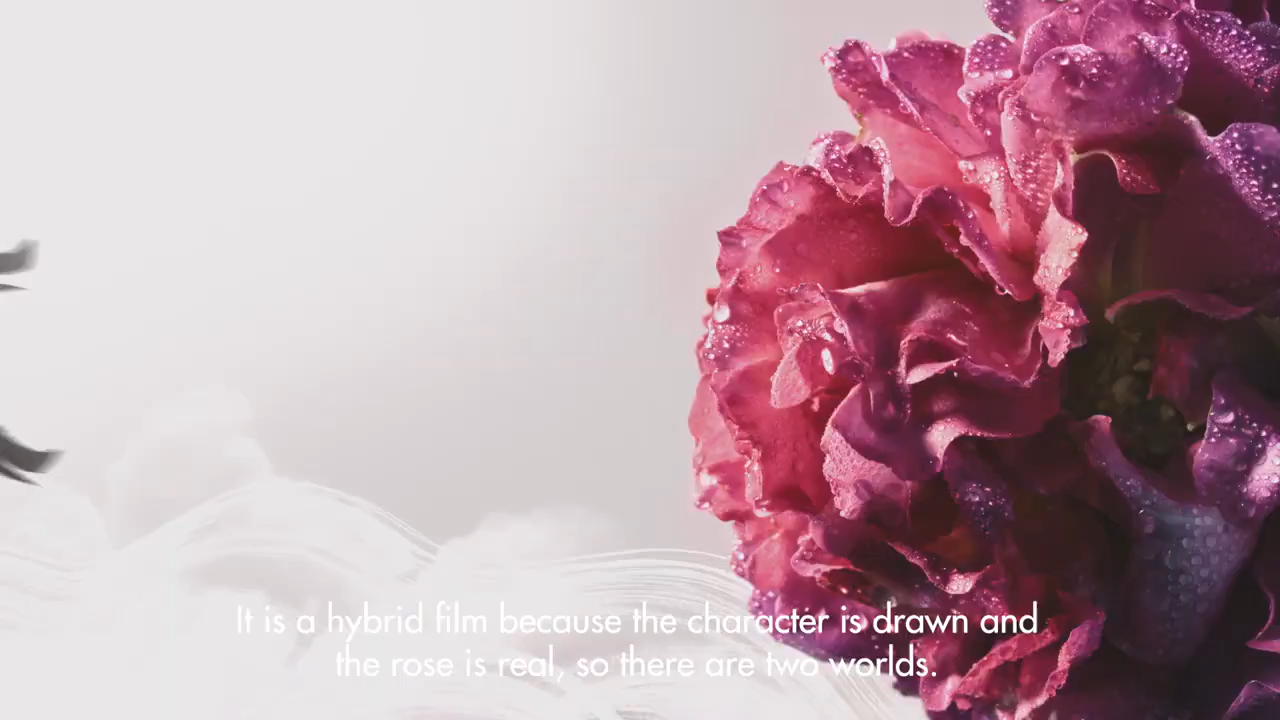 It is a hybrid film because the character is drawn and
the rose is real, so there are two worlds.